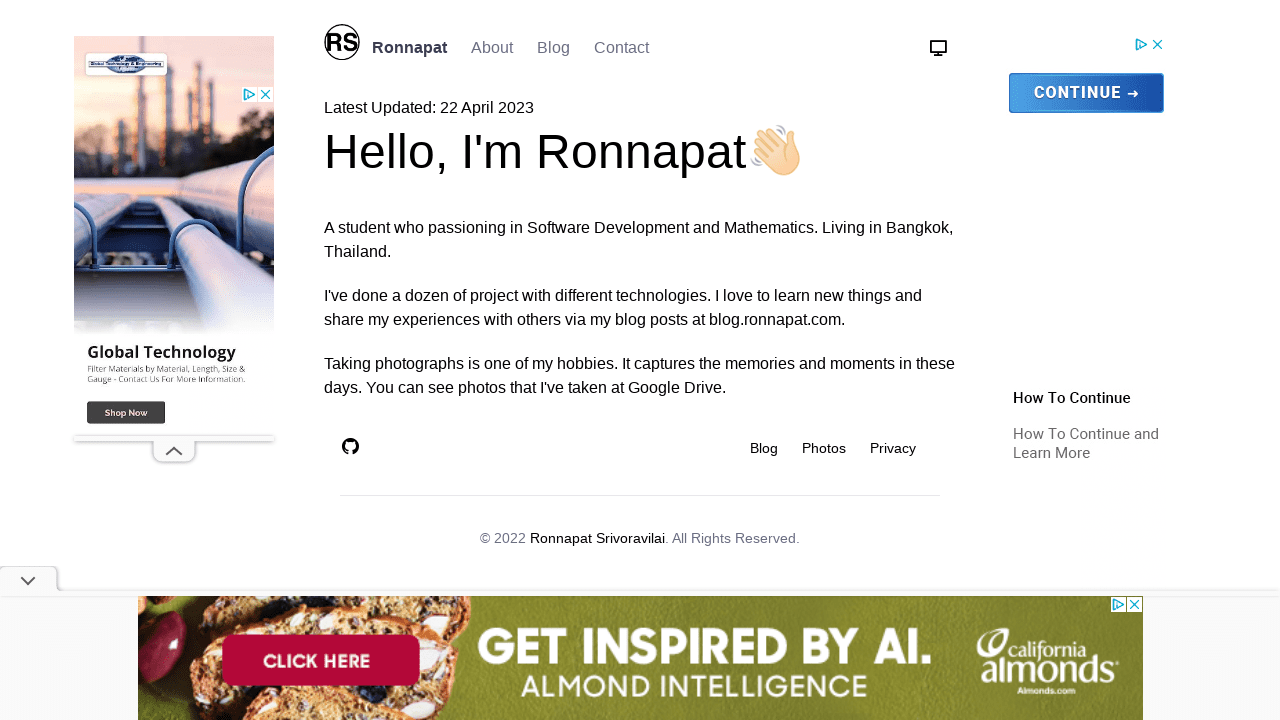 RS Ronnapat About Blog Contact
Latest Updated: 22 April 2023
Hello, I'm Ronnapat
A student who passioning in Software Development and Mathematics. Living in Bangkok,
Thailand.
I've done a dozen of project with different technologies. I love to learn new things and
share my experiences with others via my blog posts at blog.ronnapat.com.
Taking photographs is one of my hobbies. It captures the memories and moments in these
days. You can see photos that I've taken at Google Drive.
Blog Photos Privacy
© 2022 Ronnapat Srivoravilai. All Rights Reserved.
Global Technology & Engineering
Global Technology
Filter Materials by Material, Length, Size &
Gauge - Contact Us For More Information.
Shop Now
CONTINUE →
How To Continue
How To Continue and
Learn More
CLICK HERE
GET INSPIRED BY AI.
ALMOND INTELLIGENCE
california
almonds®
Almonds.com